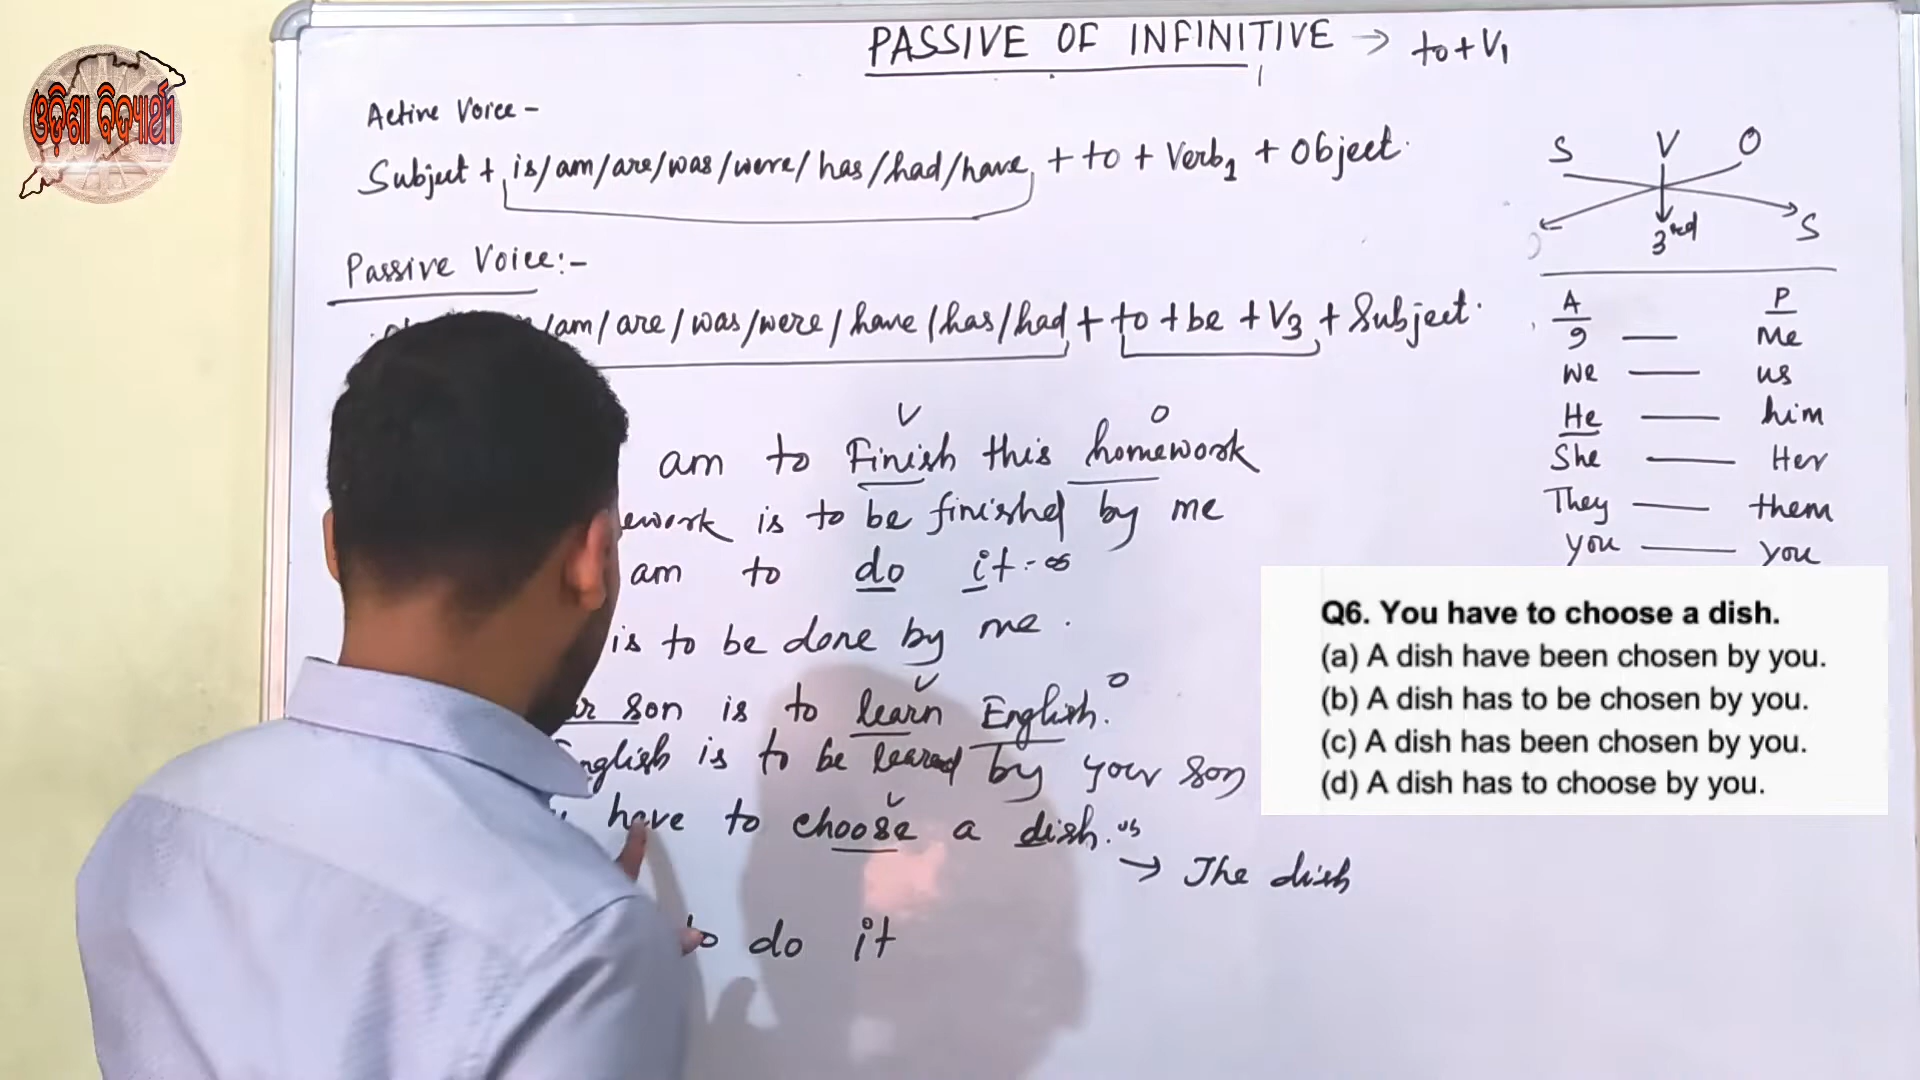 ଓଡ଼ିଶା ବିଦ୍ୟାର୍ଥୀ
PASSIVE OF INFINITIVE → to+V1
Active Voice -
Subject + is/am/are/was/were/has/had/have + to + Verb1 + Object.
Passive Voice:-
/am/are/was/were/have/has/had + to + be + V3 + Subject.
V O
am to Finish this homework
ework is to be finished by me
am to do it.
is to be done by me.
V O
son is to learn English.
English is to be by your son
V
have to choose a dish.
→ The dish
to do it
S V O
3rd S
A P
I — Me
we — us
He — him
She — Her
They — them
you — you
Q6. You have to choose a dish.
(a) A dish have been chosen by you.
(b) A dish has to be chosen by you.
(c) A dish has been chosen by you.
(d) A dish has to choose by you.